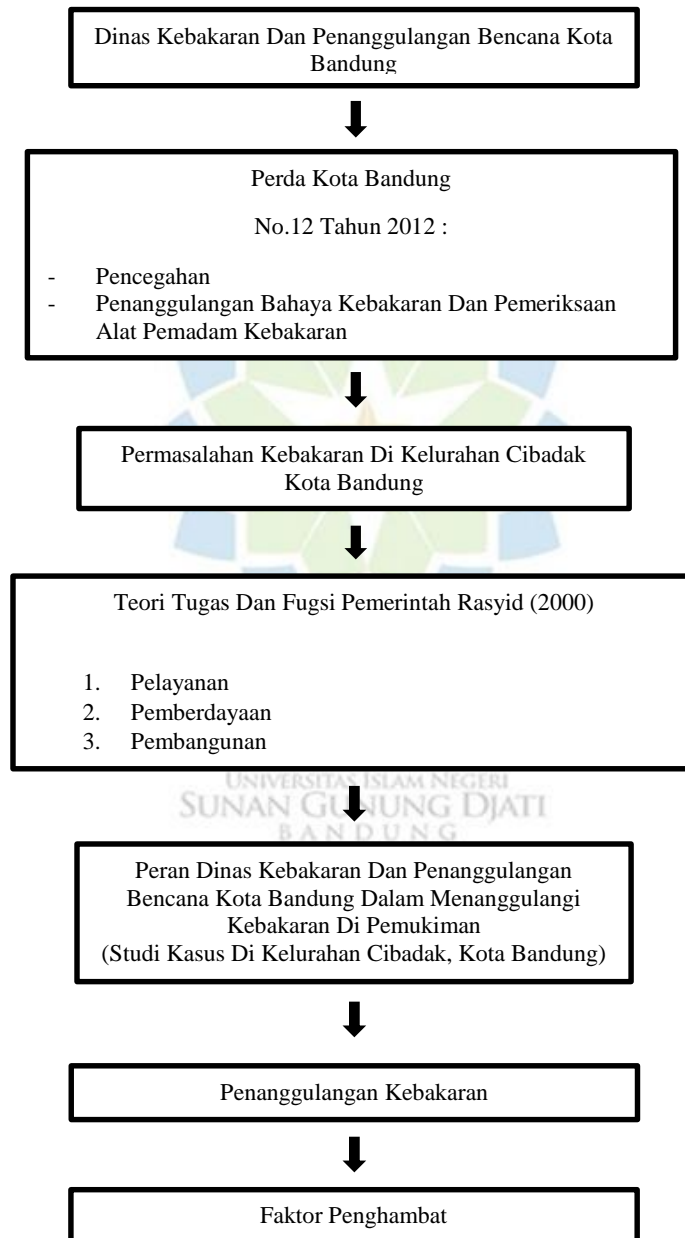 Dinas Kebakaran Dan Penanggulangan Bencana Kota
Bandung
Perda Kota Bandung
No.12 Tahun 2012 :
- Pencegahan
- Penanggulangan Bahaya Kebakaran Dan Pemeriksaan
Alat Pemadam Kebakaran
Permasalahan Kebakaran Di Kelurahan Cibadak
Kota Bandung
Teori Tugas Dan Fugsi Pemerintah Rasyid (2000)
1. Pelayanan
2. Pemberdayaan
3. Pembangunan
UNIVERSITAS ISLAM NEGERI
SUNAN GUNUNG DJATI
BANDUNG
Peran Dinas Kebakaran Dan Penanggulangan
Bencana Kota Bandung Dalam Menanggulangi
Kebakaran Di Pemukiman
(Studi Kasus Di Kelurahan Cibadak, Kota Bandung)
Penanggulangan Kebakaran
Faktor Penghambat